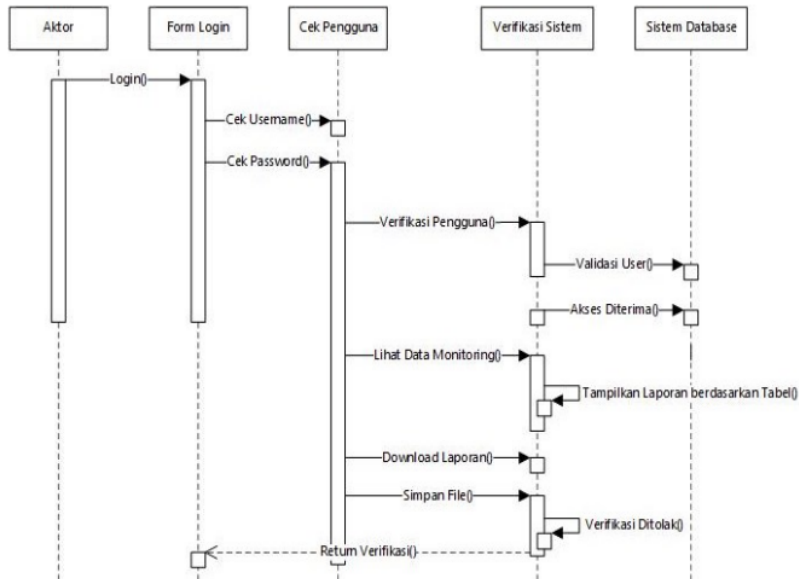 Aktor
Form Login
Cek Pengguna
Verifikasi Sistem
Sistem Database
Login()
Cek Username()
Cek Password()
Verifikasi Pengguna()
Validasi User()
Akses Diterima()
Lihat Data Monitoring()
Tampilkan Laporan berdasarkan Tabel()
Download Laporan()
Simpan File()
Verifikasi Ditolak()
Return Verifikasi()